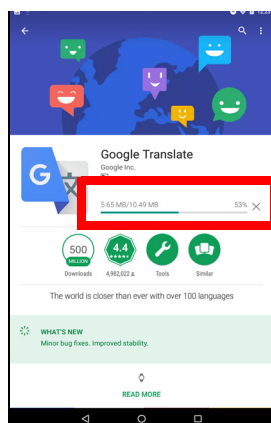 Google Translate
Google Inc.
G
5.65 MB/10.49 MB 53%
500
MILLION
4.4
Downloads 4,982,022 Tools Similar
The world is closer than ever with over 100 languages
WHAT'S NEW
Minor bug fixes. Improved stability.
READ MORE